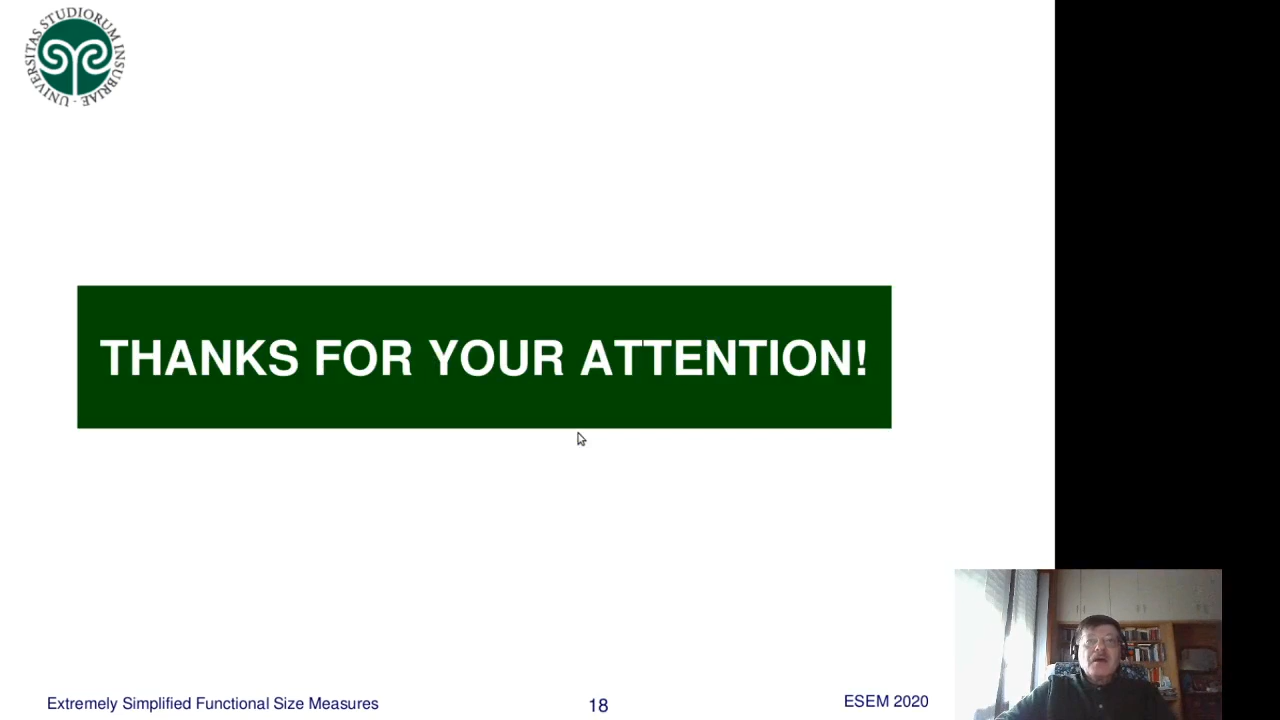 UNIVERSITAS STUDIORUM INSUBRIAE
THANKS FOR YOUR ATTENTION!
Extremely Simplified Functional Size Measures
18
ESEM 2020